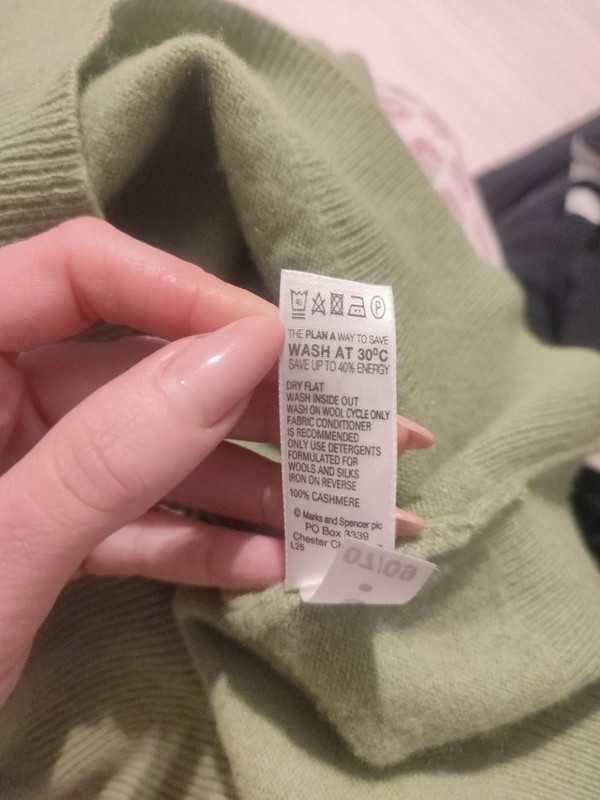 40
P
THE PLAN A WAY TO SAVE
WASH AT 30ºC
SAVE UP TO 40% ENERGY
DRY FLAT
WASH INSIDE OUT
WASH ON WOOL CYCLE ONLY
FABRIC CONDITIONER
IS RECOMMENDED
ONLY USE DETERGENTS
FORMULATED FOR
WOOLS AND SILKS
IRON ON REVERSE
100% CASHMERE
© Marks and Spencer plc
PO Box 3339
Chester
L25